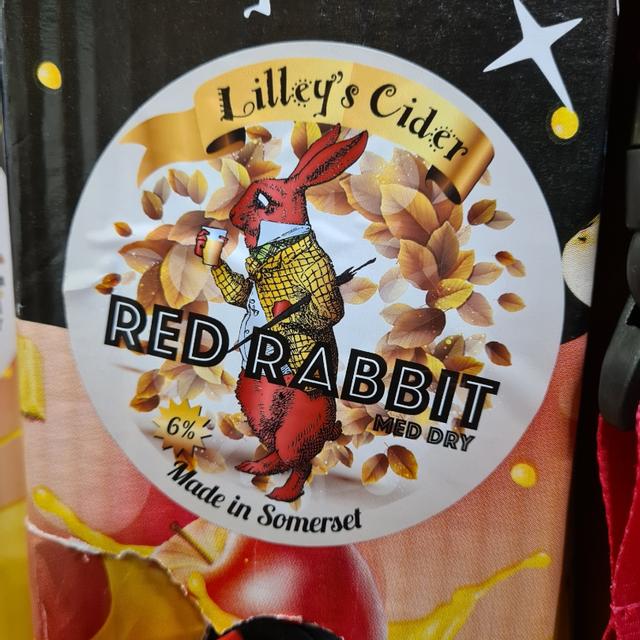 Lilley's Cider
RED RABBIT
MED DRY
6%
Made in Somerset